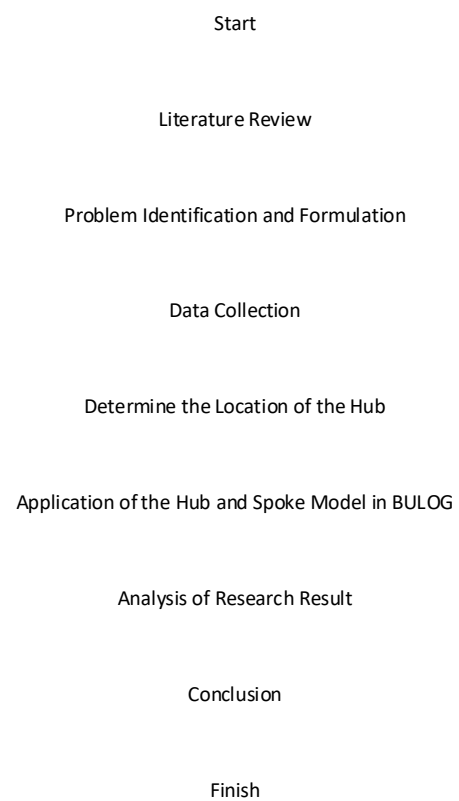 Start
Literature Review
Problem Identification and Formulation
Data Collection
Determine the Location of the Hub
Application of the Hub and Spoke Model in BULOG
Analysis of Research Result
Conclusion
Finish